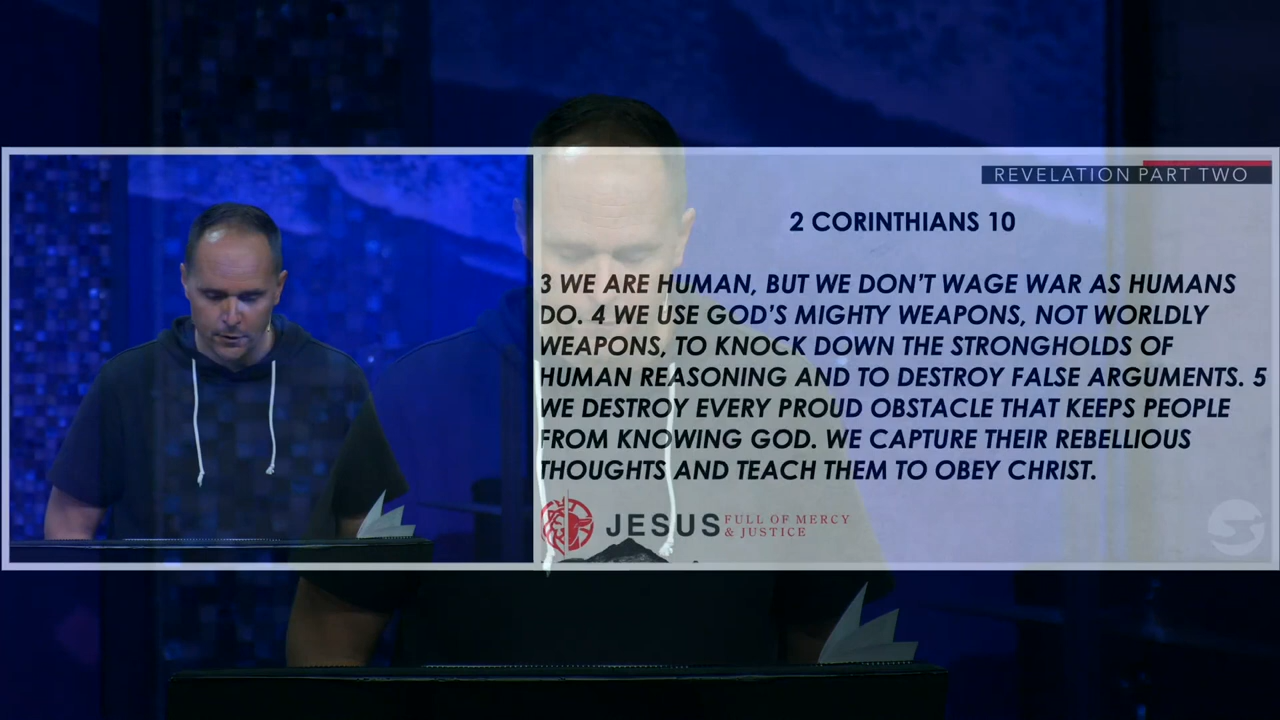 REVELATION PART TWO
2 CORINTHIANS 10
3 WE ARE HUMAN, BUT WE DON'T WAGE WAR AS HUMANS
DO. 4 WE USE GOD'S MIGHTY WEAPONS, NOT WORLDLY
WEAPONS, TO KNOCK DOWN THE STRONGHOLDS OF
HUMAN REASONING AND TO DESTROY FALSE ARGUMENTS. 5
WE DESTROY EVERY PROUD OBSTACLE THAT KEEPS PEOPLE
FROM KNOWING GOD. WE CAPTURE THEIR REBELLIOUS
THOUGHTS AND TEACH THEM TO OBEY CHRIST.
JESUS FULL OF MERCY
& JUSTICE